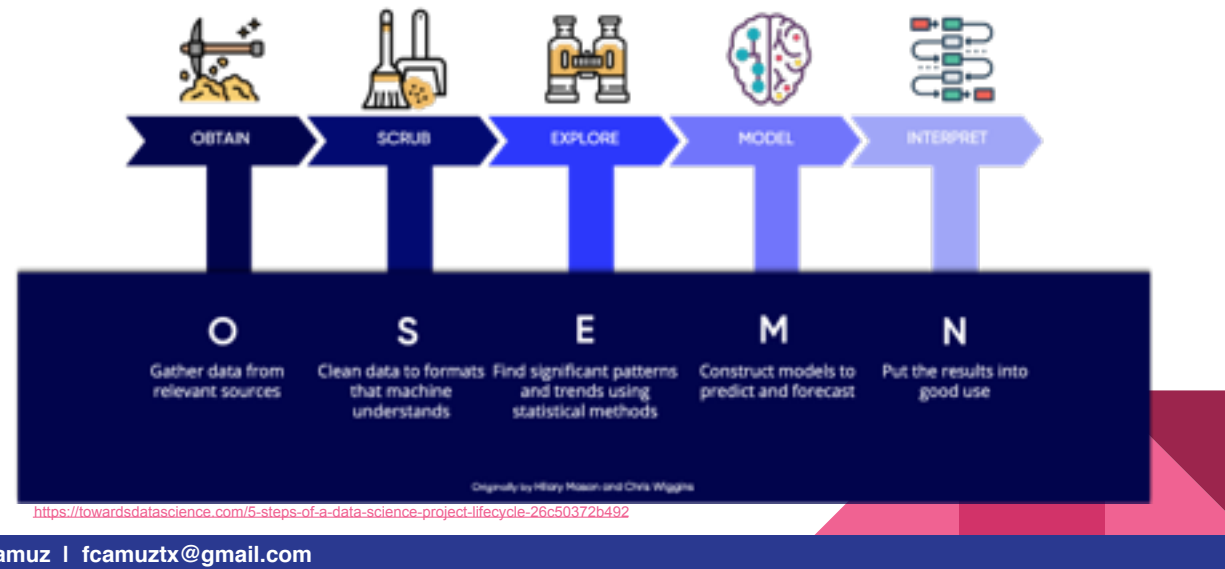 OBTAIN
SCRUB
EXPLORE
MODEL
INTERPRET
O
Gather data from
relevant sources
S
Clean data to formats
that machine
understands
E
Find significant patterns
and trends using
statistical methods
M
Construct models to
predict and forecast
N
Put the results into
good use
Originally by Hilary Mason and Chris Wiggins
https://towardsdatascience.com/5-steps-of-a-data-science-project-lifecycle-26c50372b492
amuz | fcamuztx@gmail.com